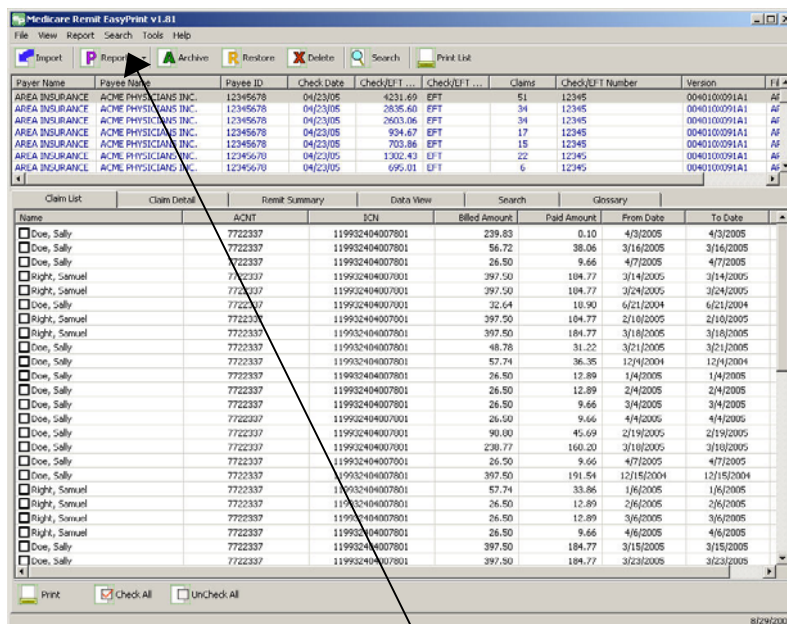 Medicare Remit EasyPrint v1.81
File View Report Search Tools Help
Import Report Archive Restore Delete Search Print List
Payer Name Payee Name Payee ID Check Date Check/EFT ... Check/EFT ... Claims Check/EFT Number Version
AREA INSURANCE ACME PHYSICIANS INC. 12345678 04/23/05 4231.69 EFT 51 12345 004010X091A1 AF
AREA INSURANCE ACME PHYSICIANS INC. 12345678 04/23/05 2835.60 EFT 34 12345 004010X091A1 AF
AREA INSURANCE ACME PHYSICIANS INC. 12345678 04/23/05 2603.06 EFT 34 12345 004010X091A1 AF
AREA INSURANCE ACME PHYSICIANS INC. 12345678 04/23/05 934.67 EFT 17 12345 004010X091A1 AF
AREA INSURANCE ACME PHYSICIANS INC. 12345678 04/23/05 703.86 EFT 15 12345 004010X091A1 AF
AREA INSURANCE ACME PHYSICIANS INC. 12345678 04/23/05 1302.43 EFT 22 12345 004010X091A1 AF
AREA INSURANCE ACME PHYSICIANS INC. 12345678 04/23/05 695.01 EFT 6 12345 004010X091A1 AF
Claim List Claim Detail Remit Summary Data View Search Glossary
Name ACNT ICN Billed Amount Paid Amount From Date To Date
Doe, Sally 7722337 119932404007801 239.83 0.10 4/3/2005 4/3/2005
Doe, Sally 7722337 119932404007801 56.72 38.06 3/16/2005 3/16/2005
Doe, Sally 7722337 119932404007801 26.50 9.66 4/7/2005 4/7/2005
Right, Samuel 7722337 119932404007801 397.50 184.77 3/14/2005 3/14/2005
Right, Samuel 7722337 119932404007801 397.50 184.77 3/24/2005 3/24/2005
Doe, Sally 7722337 119932404007801 32.64 18.90 6/21/2004 6/21/2004
Right, Samuel 7722337 119932404007801 397.50 184.77 2/18/2005 2/18/2005
Right, Samuel 7722337 119932404007801 397.50 184.77 3/18/2005 3/18/2005
Doe, Sally 7722337 119932404007801 48.78 31.22 3/21/2005 3/21/2005
Doe, Sally 7722337 119932404007801 57.74 36.35 12/4/2004 12/4/2004
Doe, Sally 7722337 119932404007801 26.50 12.89 1/4/2005 1/4/2005
Doe, Sally 7722337 119932404007801 26.50 12.89 2/4/2005 2/4/2005
Doe, Sally 7722337 119932404007801 26.50 9.66 3/4/2005 3/4/2005
Doe, Sally 7722337 119932404007801 26.50 9.66 4/4/2005 4/4/2005
Doe, Sally 7722337 119932404007801 90.80 45.69 2/19/2005 2/19/2005
Doe, Sally 7722337 119932404007801 238.77 160.20 3/18/2005 3/18/2005
Doe, Sally 7722337 119932404007801 26.50 9.66 4/7/2005 4/7/2005
Doe, Sally 7722337 119932404007801 397.50 191.54 12/15/2004 12/15/2004
Right, Samuel 7722337 119932404007801 57.74 33.86 1/6/2005 1/6/2005
Right, Samuel 7722337 119932404007801 26.50 12.89 2/6/2005 2/6/2005
Right, Samuel 7722337 119932404007801 26.50 12.89 3/6/2005 3/6/2005
Right, Samuel 7722337 119932404007801 26.50 9.66 4/6/2005 4/6/2005
Doe, Sally 7722337 119932404007801 397.50 184.77 3/15/2005 3/15/2005
Doe, Sally 7722337 119932404007801 397.50 184.77 3/23/2005 3/23/2005
Print Check All UnCheck All
8/29/200